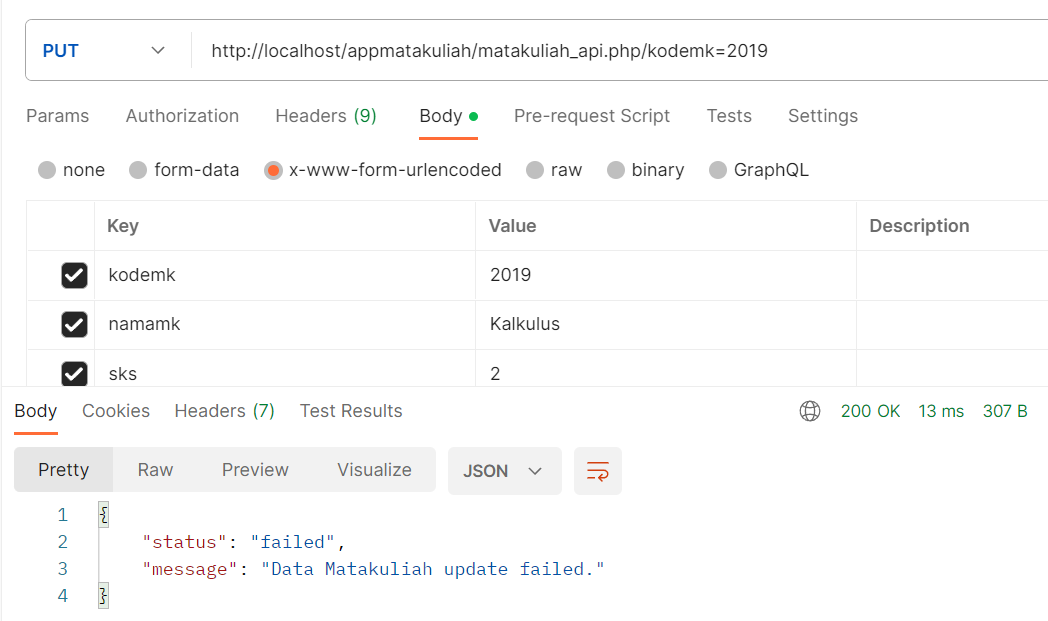 PUT http://localhost/appmatakuliah/matakuliah_api.php/kodemk=2019
Params Authorization Headers (9) Body Pre-request Script Tests Settings
none form-data x-www-form-urlencoded raw binary GraphQL
Key Value Description
kodemk 2019
namamk Kalkulus
sks 2
Body Cookies Headers (7) Test Results 200 OK 13 ms 307 B
Pretty Raw Preview Visualize JSON
1 {
2 "status": "failed",
3 "message": "Data Matakuliah update failed."
4 }